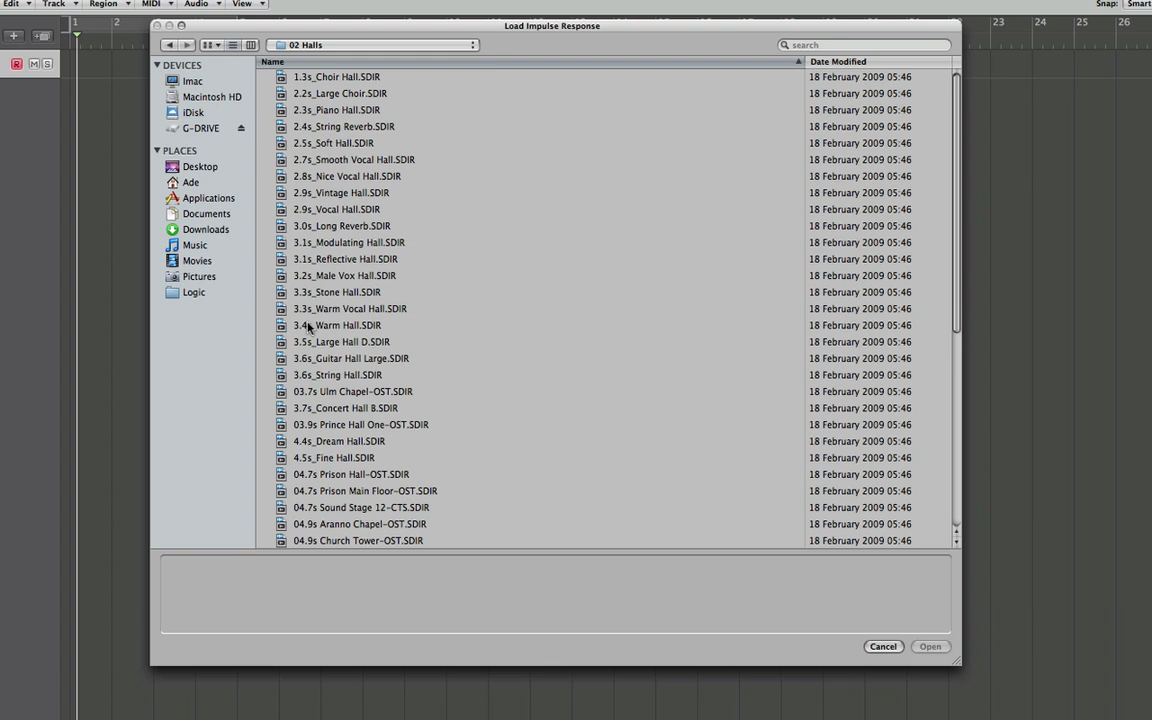 Edit Track Region MIDI Audio View Snap: Smart
1 2 23 24 25 26
Load Impulse Response
02 Halls
search
DEVICES
Imac
Macintosh HD
iDisk
G-DRIVE
PLACES
Desktop
Ade
Applications
Documents
Downloads
Music
Movies
Pictures
Logic
Name Date Modified
1.3s_Choir Hall.SDIR 18 February 2009 05:46
2.2s_Large Choir.SDIR 18 February 2009 05:46
2.3s_Piano Hall.SDIR 18 February 2009 05:46
2.4s_String Reverb.SDIR 18 February 2009 05:46
2.5s_Soft Hall.SDIR 18 February 2009 05:46
2.7s_Smooth Vocal Hall.SDIR 18 February 2009 05:46
2.8s_Nice Vocal Hall.SDIR 18 February 2009 05:46
2.9s_Vintage Hall.SDIR 18 February 2009 05:46
2.9s_Vocal Hall.SDIR 18 February 2009 05:46
3.0s_Long Reverb.SDIR 18 February 2009 05:46
3.1s_Modulating Hall.SDIR 18 February 2009 05:46
3.1s_Reflective Hall.SDIR 18 February 2009 05:46
3.2s_Male Vox Hall.SDIR 18 February 2009 05:46
3.3s_Stone Hall.SDIR 18 February 2009 05:46
3.3s_Warm Vocal Hall.SDIR 18 February 2009 05:46
3.4s_Warm Hall.SDIR 18 February 2009 05:46
3.5s_Large Hall D.SDIR 18 February 2009 05:46
3.6s_Guitar Hall Large.SDIR 18 February 2009 05:46
3.6s_String Hall.SDIR 18 February 2009 05:46
03.7s Ulm Chapel-OST.SDIR 18 February 2009 05:46
3.7s_Concert Hall B.SDIR 18 February 2009 05:46
03.9s Prince Hall One-OST.SDIR 18 February 2009 05:46
4.4s_Dream Hall.SDIR 18 February 2009 05:46
4.5s_Fine Hall.SDIR 18 February 2009 05:46
04.7s Prison Hall-OST.SDIR 18 February 2009 05:46
04.7s Prison Main Floor-OST.SDIR 18 February 2009 05:46
04.7s Sound Stage 12-CTS.SDIR 18 February 2009 05:46
04.9s Aranno Chapel-OST.SDIR 18 February 2009 05:46
04.9s Church Tower-OST.SDIR 18 February 2009 05:46
R M S
Cancel Open